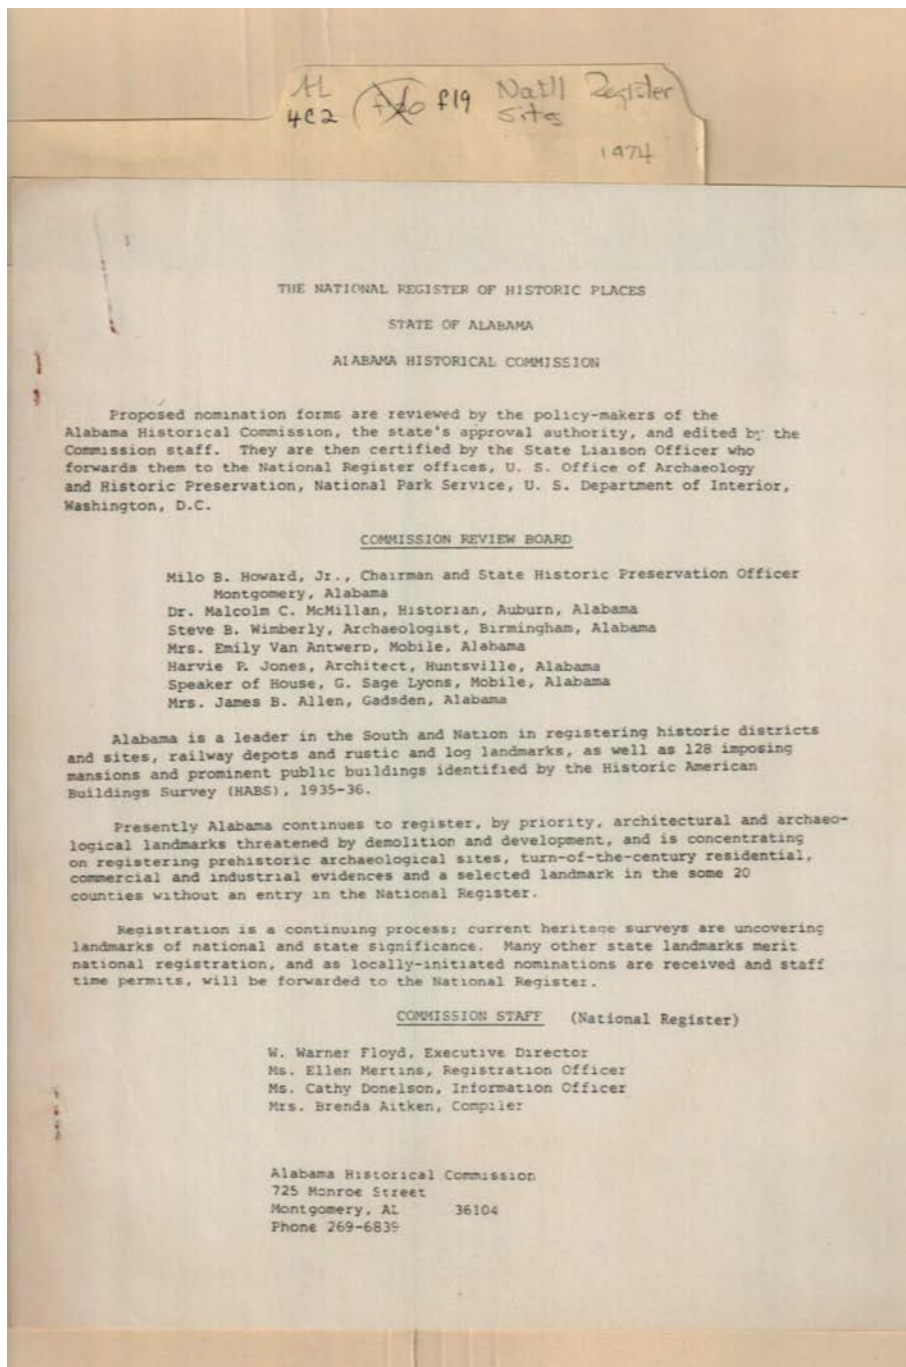 AL Nat'll Register
4C2 f19 Sites
1974
THE NATIONAL REGISTER OF HISTORIC PLACES
STATE OF ALABAMA
AlABAMA HISTORICAL COMMISSION
Proposed nomination forms are reviewed by the policy-makers of the
Alabama Historical Commission, the state's approval authority, and edited by the
Commission staff. They are then certified by the State Liaison Officer who
forwards them to the National Register offices, U. S. Office of Archaeology
and Historic Preservation, National Park Service, U. S. Department of Interior,
Washington, D.C.
COMMISSION REVIEW BOARD
Milo B. Howard, Jr., Chairman and State Historic Preservation Officer
Montgomery, Alabama
Dr. Malcolm C. McMillan, Historian, Auburn, Alabama
Steve B. Wimberly, Archaeologist, Birmingham, Alabama
Mrs. Emily Van Antwerp, Mobile, Alabama
Harvie P. Jones, Architect, Huntsville, Alabama
Speaker of House, G. Sage Lyons, Mobile, Alabama
Mrs. James B. Allen, Gadsden, Alabama
Alabama is a leader in the South and Nation in registering historic districts
and sites, railway depots and rustic and log landmarks, as well as 128 imposing
mansions and prominent public buildings identified by the Historic American
Buildings Survey (HABS), 1935-36.
Presently Alabama continues to register, by priority, architectural and archaeo-
logical landmarks threatened by demolition and development, and is concentrating
on registering prehistoric archaeological sites, turn-of-the-century residential,
commercial and industrial evidences and a selected landmark in the some 20
counties without an entry in the National Register.
Registration is a continuing process; current heritage surveys are uncovering
landmarks of national and state significance. Many other state landmarks merit
national registration, and as locally-initiated nominations are received and staff
time permits, will be forwarded to the National Register.
COMMISSION STAFF (National Register)
W. Warner Floyd, Executive Director
Ms. Ellen Mertins, Registration Officer
Ms. Cathy Donelson, Information Officer
Mrs. Brenda Aitken, Compiler
Alabama Historical Commission
725 Monroe Street
Montgomery, AL 36104
Phone 269-6839